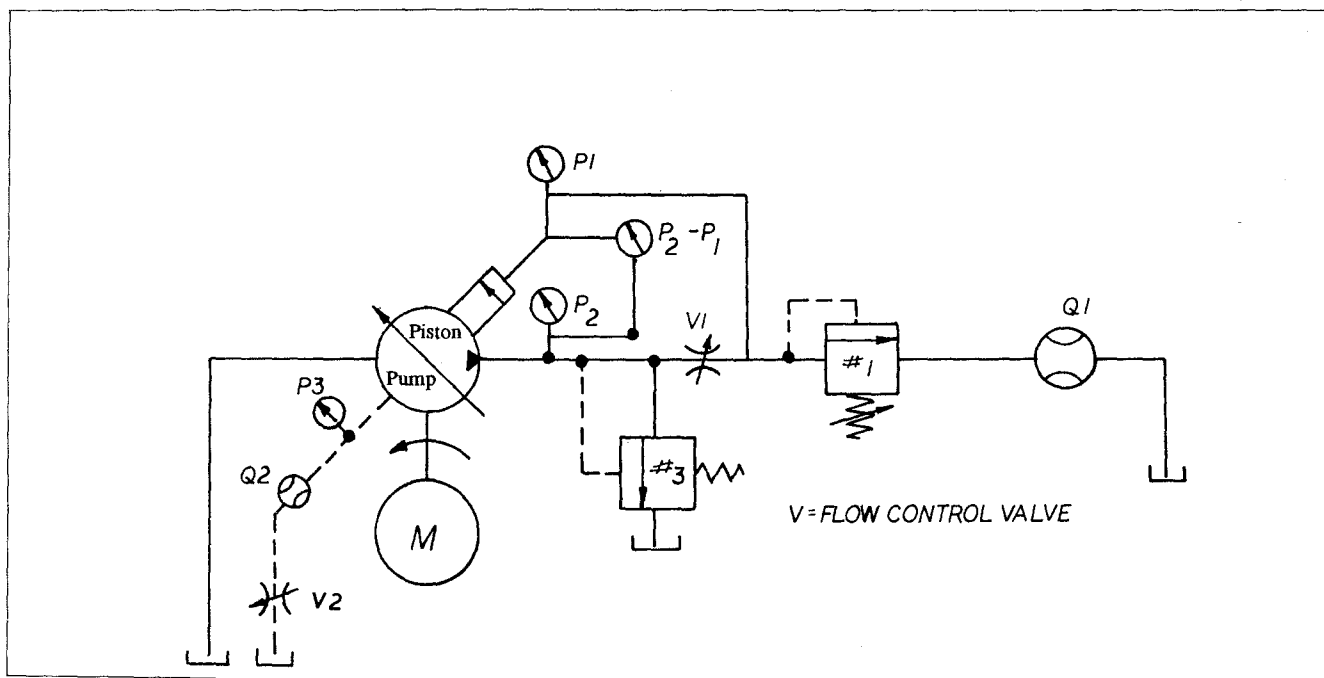 P1
P2 -P1
P2
V1
Q1
Piston
Pump
#1
P3
#3
Q2
V = FLOW CONTROL VALVE
M
V2